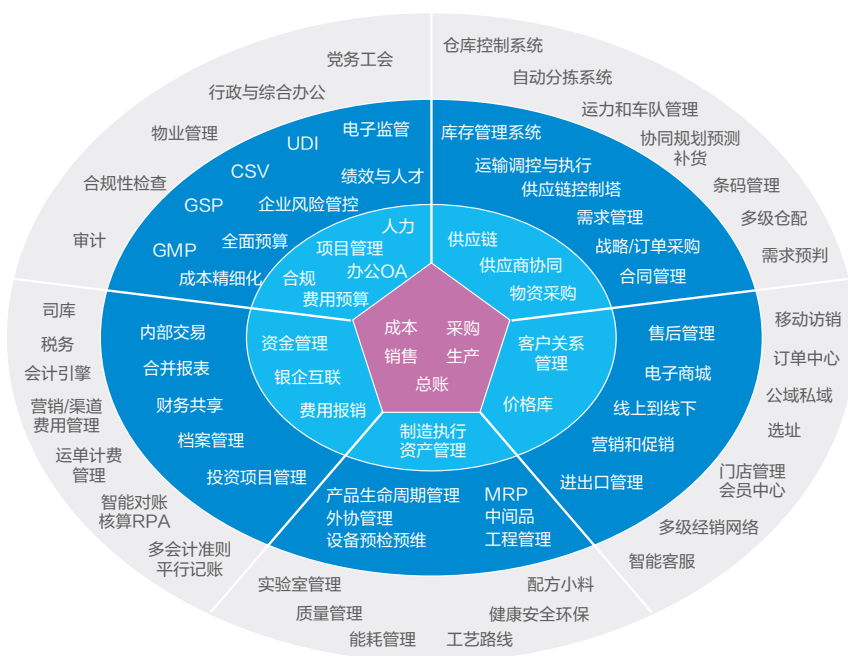 党务工会
行政与综合办公
物业管理
合规性检查
审计
仓库控制系统
自动分拣系统
运力和车队管理
协同规划预测
补货
条码管理
多级仓配
需求预判
电子监管
UDI
CSV
绩效与人才
GSP
企业风险管控
GMP
全面预算
成本精细化
库存管理系统
运输调控与执行
供应链控制塔
需求管理
战略/订单采购
合同管理
人力
项目管理
办公OA
合规
费用预算
供应链
供应商协同
物资采购
成本
采购
销售
生产
总账
司库
税务
会计引擎
营销/渠道
费用管理
运单计费
管理
智能对账
核算RPA
多会计准则
平行记账
内部交易
合并报表
财务共享
档案管理
投资项目管理
资金管理
银企互联
费用报销
客户关系
管理
价格库
售后管理
电子商城
线上到线下
营销和促销
进出口管理
移动访销
订单中心
公域私域
选址
门店管理
会员中心
多级经销网络
智能客服
制造执行
资产管理
产品生命周期管理
外协管理
设备预检预维
MRP
中间品
工程管理
实验室管理
质量管理
能耗管理
配方小料
健康安全环保
工艺路线